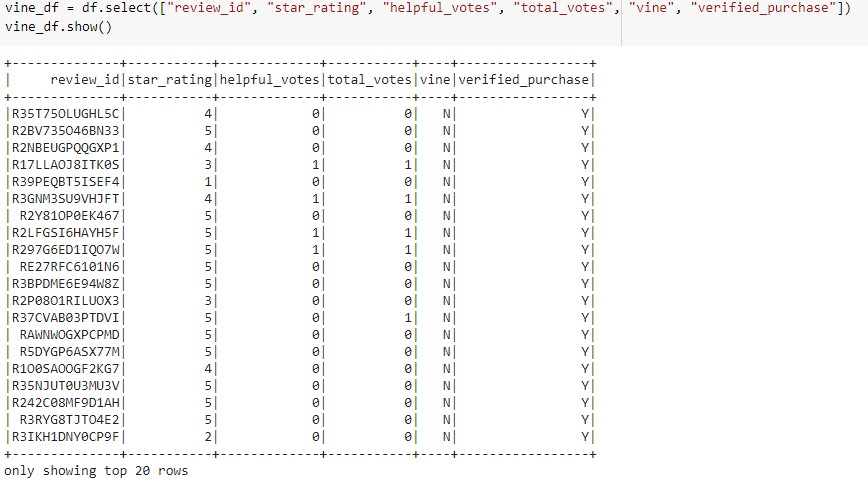 vine_df = df.select(["review_id", "star_rating", "helpful_votes", "total_votes", "vine", "verified_purchase"])
vine_df.show()
+--------------+-----------+-------------+-----------+----+-----------------+
|     review_id|star_rating|helpful_votes|total_votes|vine|verified_purchase|
+--------------+-----------+-------------+-----------+----+-----------------+
|R35T75OLUGHL5C|          4|            0|          0|   N|                Y|
|R2BV735O46BN33|          5|            0|          0|   N|                Y|
|R2NBEUGPQQGXP1|          4|            0|          0|   N|                Y|
|R17LLAOJ8ITK0S|          3|            1|          1|   N|                Y|
|R39PEQBT5ISEF4|          1|            0|          0|   N|                Y|
|R3GNM3SU9VHJFT|          4|            1|          1|   N|                Y|
| R2Y81OP0EK467|          5|            0|          0|   N|                Y|
|R2LFGSI6HAYH5F|          5|            1|          1|   N|                Y|
|R297G6ED1IQO7W|          5|            1|          1|   N|                Y|
| RE27RFC6101N6|          5|            0|          0|   N|                Y|
|R3BPDME6E94W8Z|          5|            0|          0|   N|                Y|
|R2P08O1RILUOX3|          3|            0|          0|   N|                Y|
|R37CVAB03PTDVI|          5|            0|          1|   N|                Y|
| RAWNWOGXPCPMD|          5|            0|          0|   N|                Y|
| R5DYGP6ASX77M|          5|            0|          0|   N|                Y|
|R1O0SAOOGF2KG7|          4|            0|          0|   N|                Y|
|R35NJUT0U3MU3V|          5|            0|          0|   N|                Y|
|R242C08MF9D1AH|          5|            0|          0|   N|                Y|
| R3RYG8TJTO4E2|          5|            0|          0|   N|                Y|
|R3IKH1DNY0CP9F|          2|            0|          0|   N|                Y|
+--------------+-----------+-------------+-----------+----+-----------------+
only showing top 20 rows